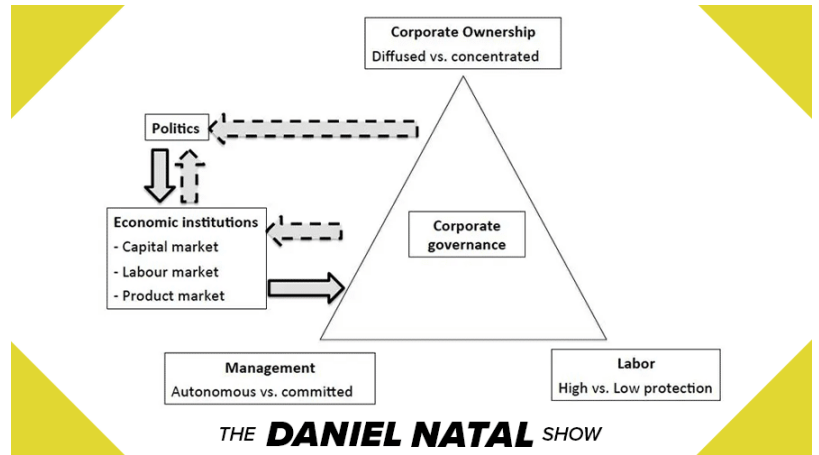 Corporate Ownership
Diffused vs. concentrated
Politics
Economic institutions
- Capital market
- Labour market
- Product market
Corporate
governance
Management
Autonomous vs. committed
Labor
High vs. Low protection
THE DANIEL NATAL SHOW